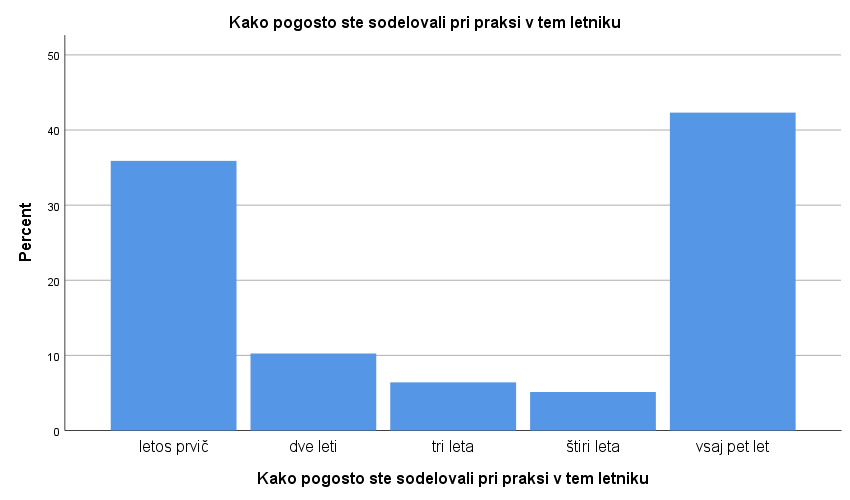 Kako pogosto ste sodelovali pri praksi v tem letniku
50
40
30
20
10
0
Percent
letos prvič
dve leti
tri leta
štiri leta
vsaj pet let
Kako pogosto ste sodelovali pri praksi v tem letniku